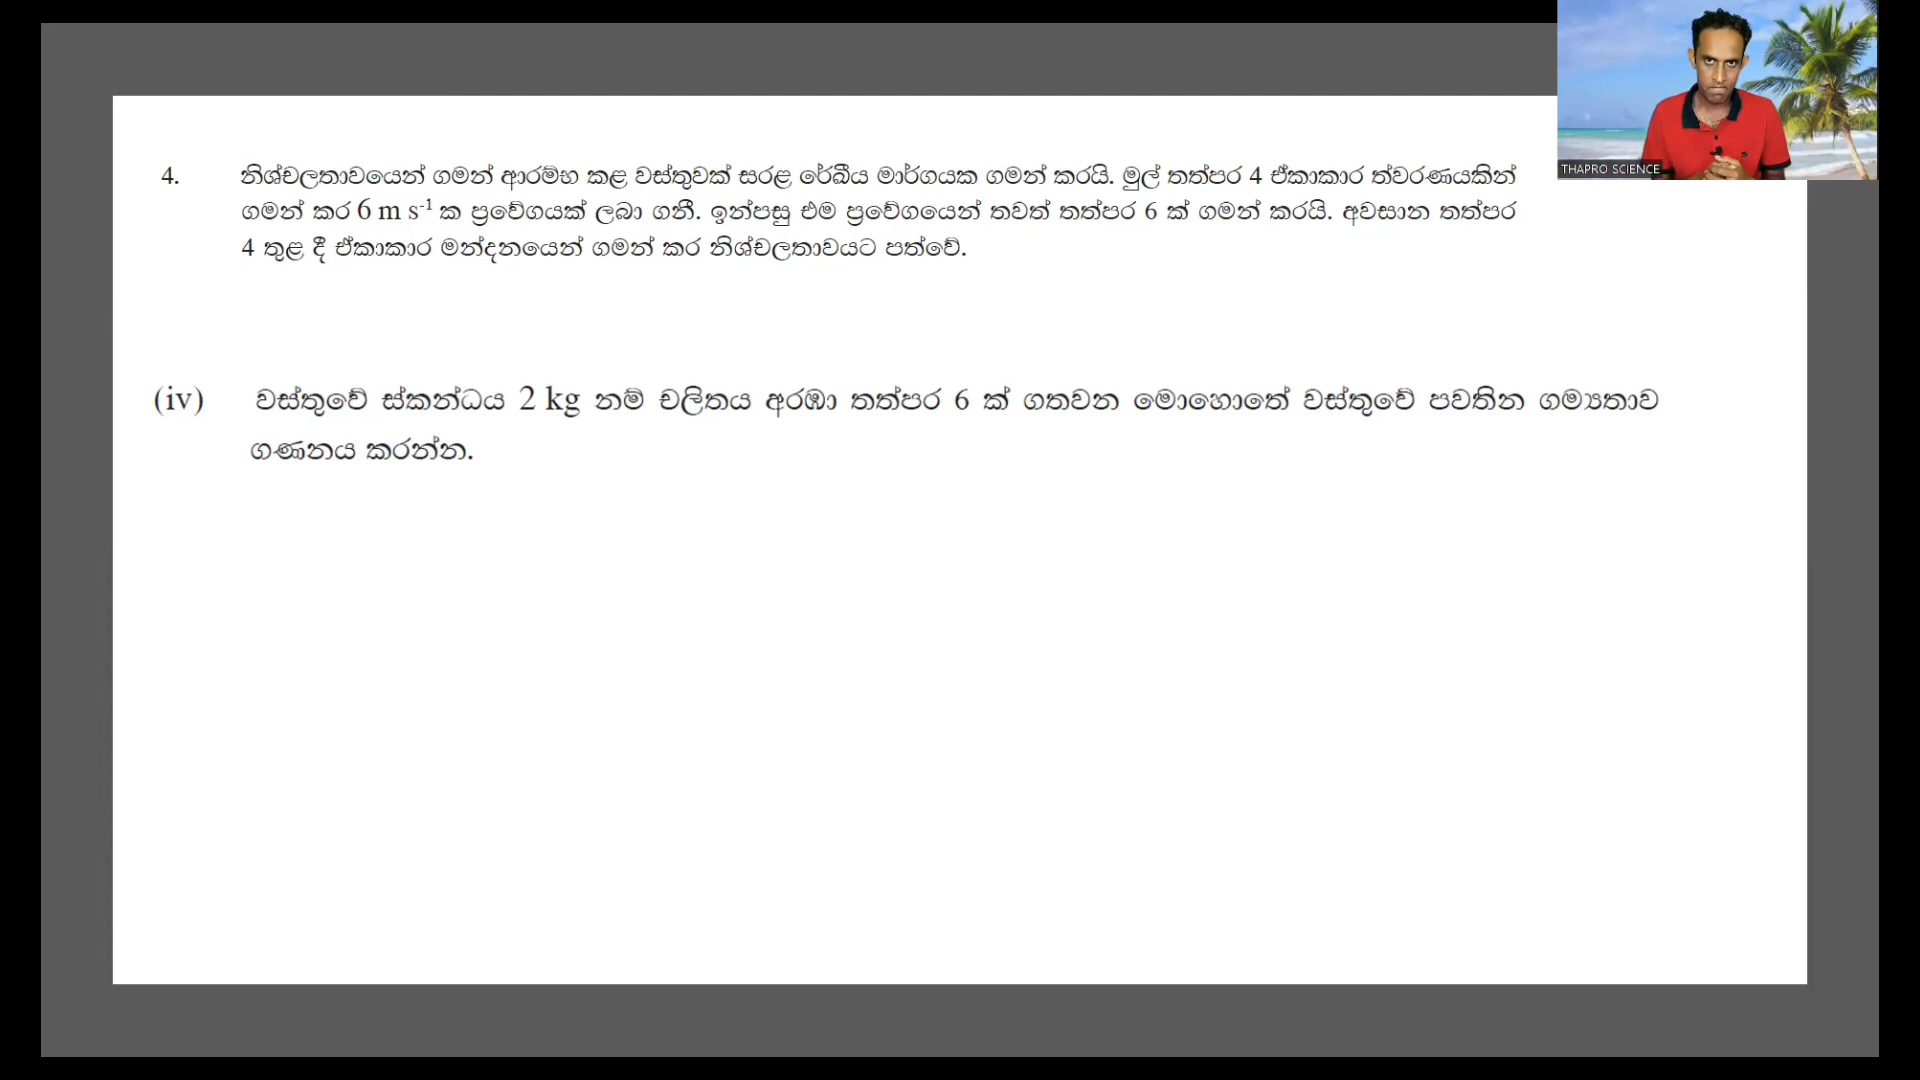 THAPRO SCIENCE
4. නිශ්චලතාවයෙන් ගමන් ආරම්භ කළ වස්තුවක් සරළ රේඛීය මාර්ගයක ගමන් කරයි. මුල් තත්පර 4 ඒකාකාර ත්වරණයකින්
ගමන් කර 6 m s⁻¹ ක ප්‍රවේගයක් ලබා ගනී. ඉන්පසු එම ප්‍රවේගයෙන් තවත් තත්පර 6 ක් ගමන් කරයි. අවසාන තත්පර
4 තුළ දී ඒකාකාර මන්දනයෙන් ගමන් කර නිශ්චලතාවයට පත්වේ.
(iv) වස්තුවේ ස්කන්ධය 2 kg නම් චලිතය අරඹා තත්පර 6 ක් ගතවන මොහොතේ වස්තුවේ පවතින ගම්‍යතාව
ගණනය කරන්න.